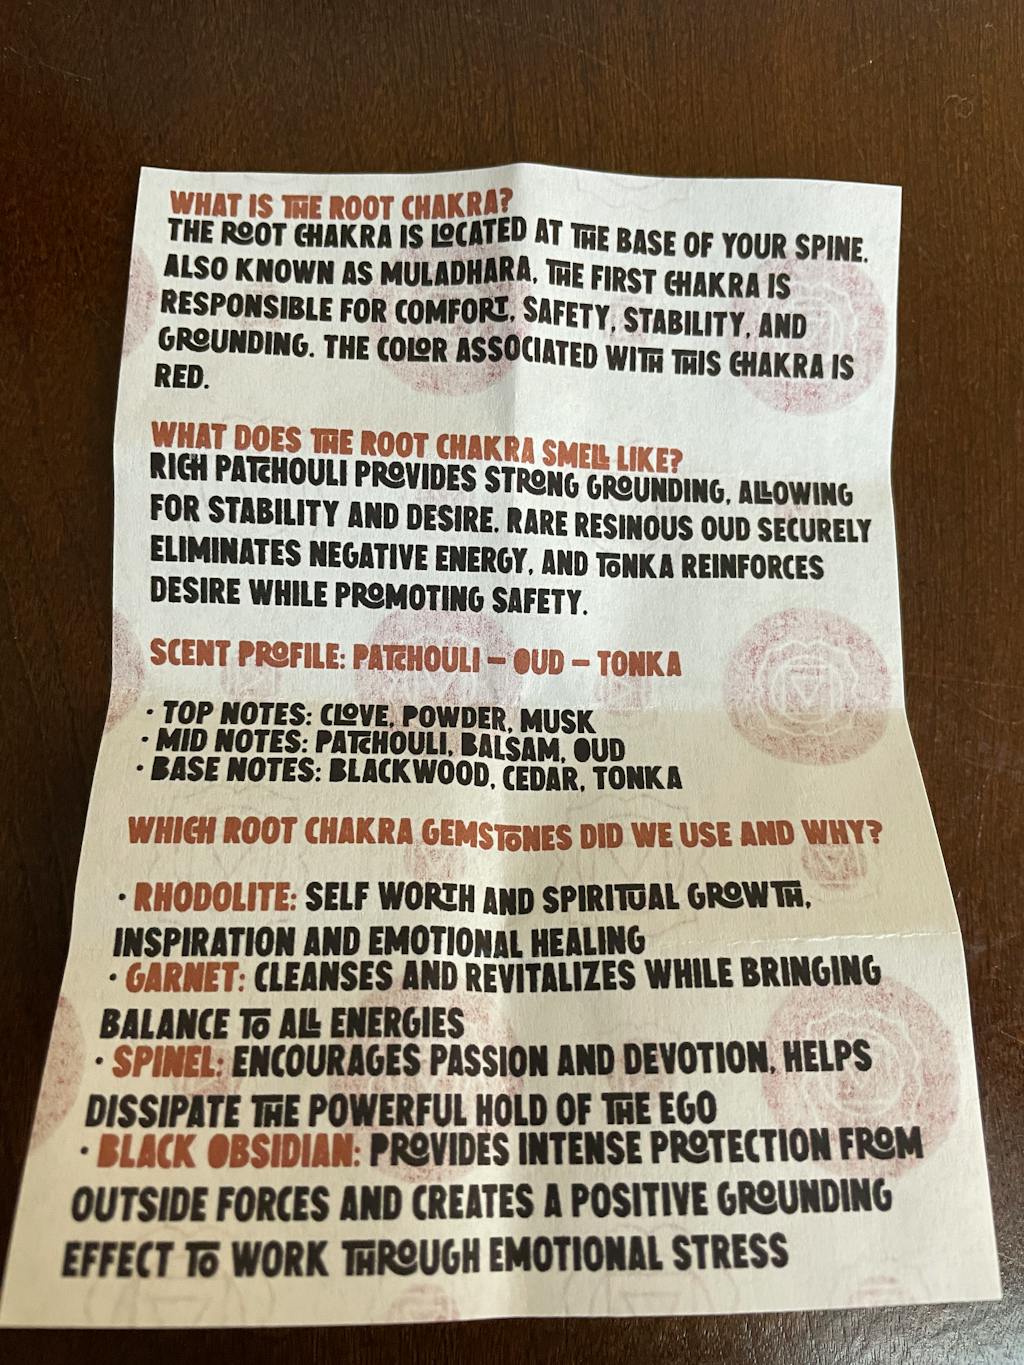 WHAT IS THE ROOT CHAKRA?
THE ROOT CHAKRA IS LOCATED AT THE BASE OF YOUR SPINE.
ALSO KNOWN AS MULADHARA, THE FIRST CHAKRA IS
RESPONSIBLE FOR COMFORT, SAFETY, STABILITY, AND
GROUNDING. THE COLOR ASSOCIATED WITH THIS CHAKRA IS
RED.
WHAT DOES THE ROOT CHAKRA SMELL LIKE?
RICH PATCHOULI PROVIDES STRONG GROUNDING, ALLOWING
FOR STABILITY AND DESIRE. RARE RESINOUS OUD SECURELY
ELIMINATES NEGATIVE ENERGY, AND TONKA REINFORCES
DESIRE WHILE PROMOTING SAFETY.
SCENT PROFILE: PATCHOULI – OUD – TONKA
· TOP NOTES: CLOVE, POWDER, MUSK
· MID NOTES: PATCHOULI, BALSAM, OUD
· BASE NOTES: BLACKWOOD, CEDAR, TONKA
WHICH ROOT CHAKRA GEMSTONES DID WE USE AND WHY?
· RHODOLITE: SELF WORTH AND SPIRITUAL GROWTH,
INSPIRATION AND EMOTIONAL HEALING
· GARNET: CLEANSES AND REVITALIZES WHILE BRINGING
BALANCE TO ALL ENERGIES
· SPINEL: ENCOURAGES PASSION AND DEVOTION, HELPS
DISSIPATE THE POWERFUL HOLD OF THE EGO
· BLACK OBSIDIAN: PROVIDES INTENSE PROTECTION FROM
OUTSIDE FORCES AND CREATES A POSITIVE GROUNDING
EFFECT TO WORK THROUGH EMOTIONAL STRESS